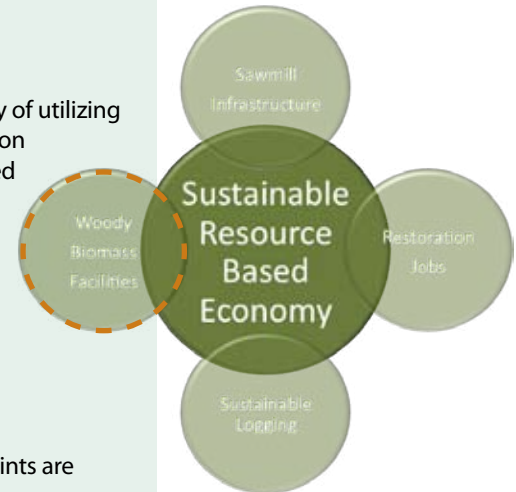 y of utilizing
on
ed
Sawmill
Infrastructure
Woody
Biomass
Facilities
Sustainable
Resource
Based
Economy
Restoration
Jobs
Sustainable
Logging
ints are